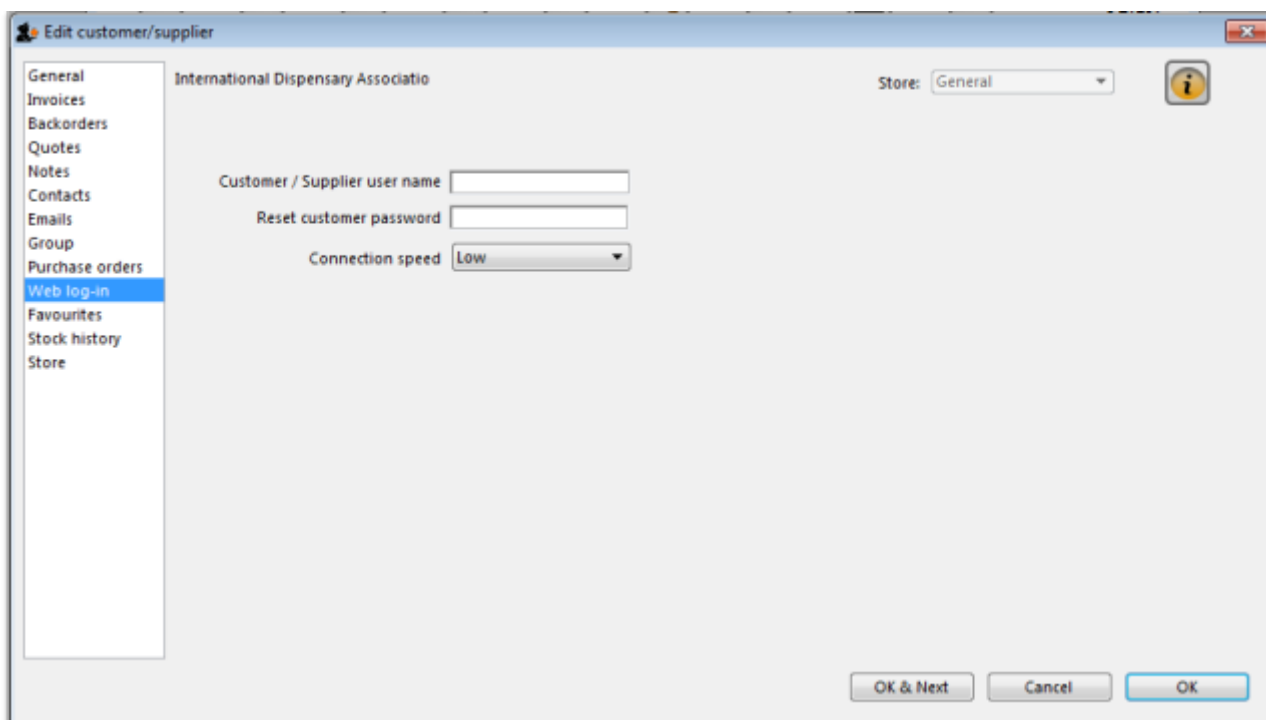 Edit customer/supplier
General
Invoices
Backorders
Quotes
Notes
Contacts
Emails
Group
Purchase orders
Web log-in
Favourites
Stock history
Store
International Dispensary Associatio
Store: General
Customer / Supplier user name
Reset customer password
Connection speed Low
OK & Next Cancel OK